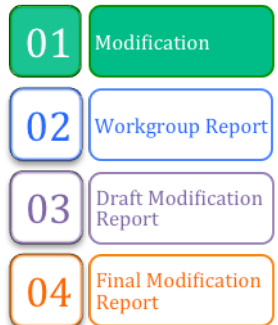 01 Modification
02 Workgroup Report
03 Draft Modification
Report
04 Final Modification
Report